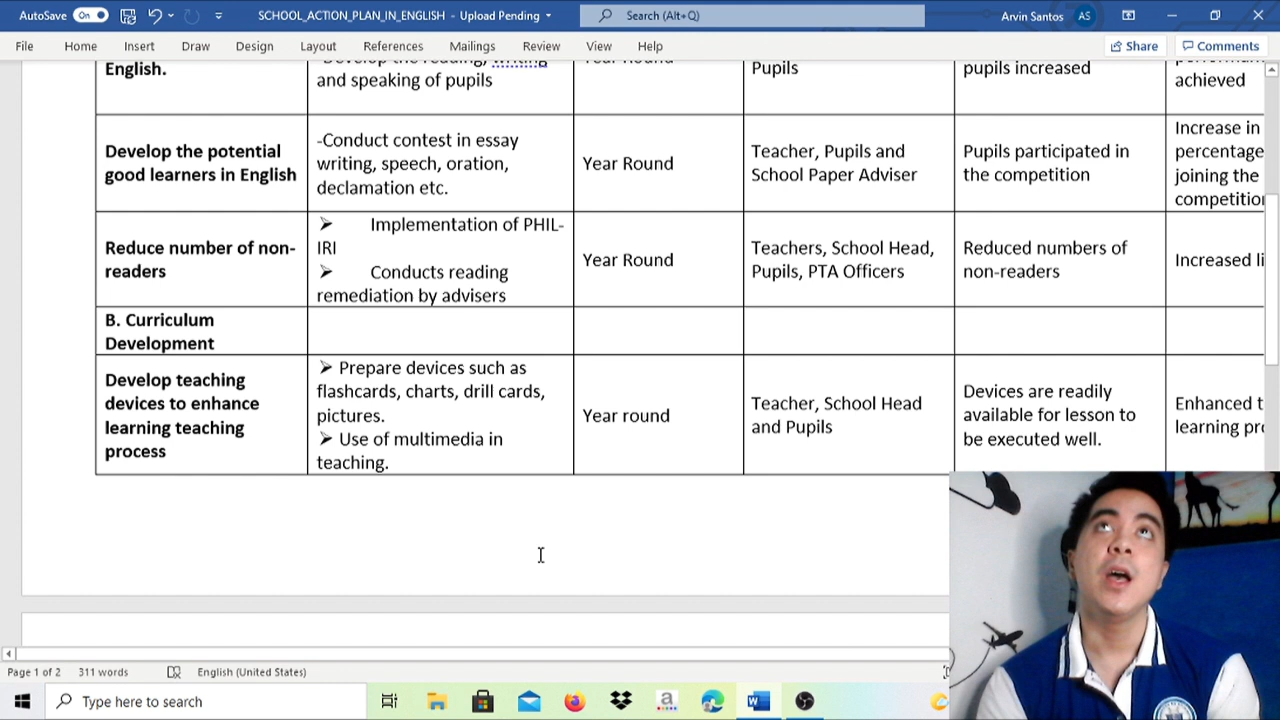 AutoSave On SCHOOL_ACTION_PLAN_IN_ENGLISH - Upload Pending Search (Alt+Q) Arvin Santos AS
File Home Insert Draw Design Layout References Mailings Review View Help Share Comments
English.
-Develop the reading, writing
and speaking of pupils
Year Round
Pupils
pupils increased
achieved
Develop the potential
good learners in English
-Conduct contest in essay
writing, speech, oration,
declamation etc.
Year Round
Teacher, Pupils and
School Paper Adviser
Pupils participated in
the competition
Increase in
percentage
joining the
competition
Reduce number of non-
readers
➢ Implementation of PHIL-
IRI
➢ Conducts reading
remediation by advisers
Year Round
Teachers, School Head,
Pupils, PTA Officers
Reduced numbers of
non-readers
Increased li
B. Curriculum
Development
Develop teaching
devices to enhance
learning teaching
process
➢ Prepare devices such as
flashcards, charts, drill cards,
pictures.
➢ Use of multimedia in
teaching.
Year round
Teacher, School Head
and Pupils
Devices are readily
available for lesson to
be executed well.
Enhanced t
learning pro
Page 1 of 2 311 words English (United States)
Type here to search